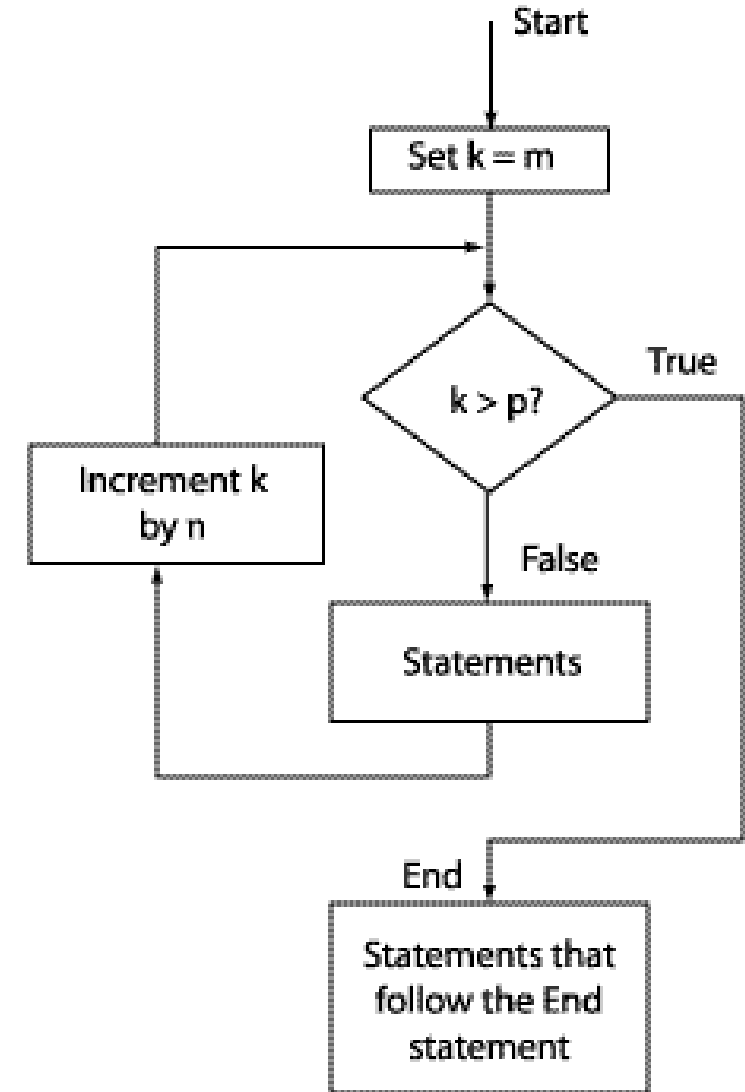 Start
Set k = m
k > p?
True
Increment k
by n
False
Statements
End
Statements that
follow the End
statement